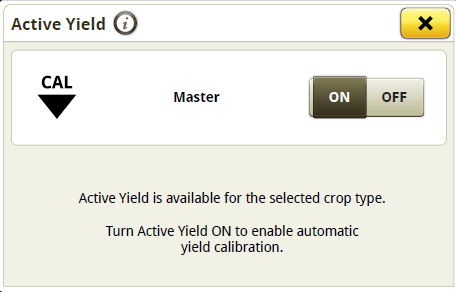 Active Yield i
CAL
Master
ON OFF
Active Yield is available for the selected crop type.
Turn Active Yield ON to enable automatic
yield calibration.